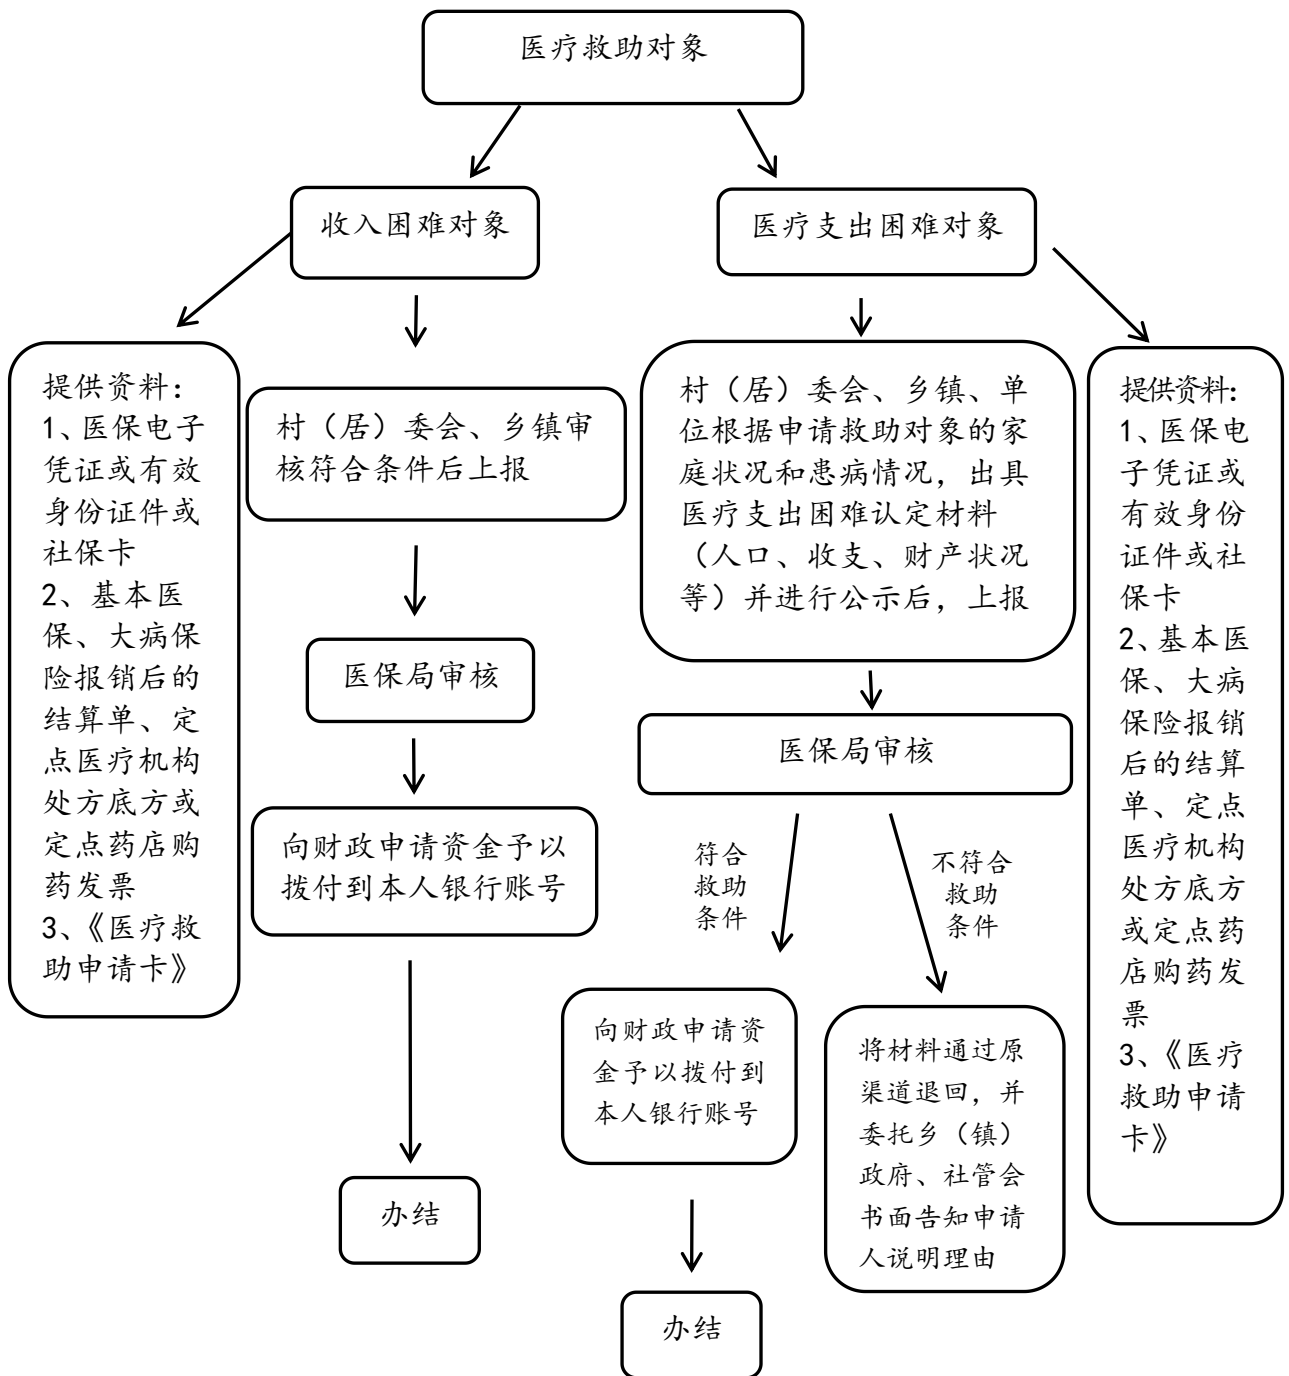 医疗救助对象
收入困难对象
医疗支出困难对象
提供资料：
1、医保电子
凭证或有效
身份证件或
社保卡
2、基本医
保、大病保
险报销后的
结算单、定
点医疗机构
处方底方或
定点药店购
药发票
3、《医疗救
助申请卡》
村（居）委会、乡镇审
核符合条件后上报
医保局审核
向财政申请资金予以
拨付到本人银行账号
办结
村（居）委会、乡镇、单
位根据申请救助对象的家
庭状况和患病情况，出具
医疗支出困难认定材料
（人口、收支、财产状况
等）并进行公示后，上报
医保局审核
符合
救助
条件
不符合
救助
条件
向财政申请资
金予以拨付到
本人银行账号
办结
将材料通过原
渠道退回，并
委托乡（镇）
政府、社管会
书面告知申请
人说明理由
提供资料：
1、医保电
子凭证或
有效身份
证件或社
保卡
2、基本医
保、大病
保险报销
后的结算
单、定点
医疗机构
处方底方
或定点药
店购药发
票
3、《医疗
救助申请
卡》